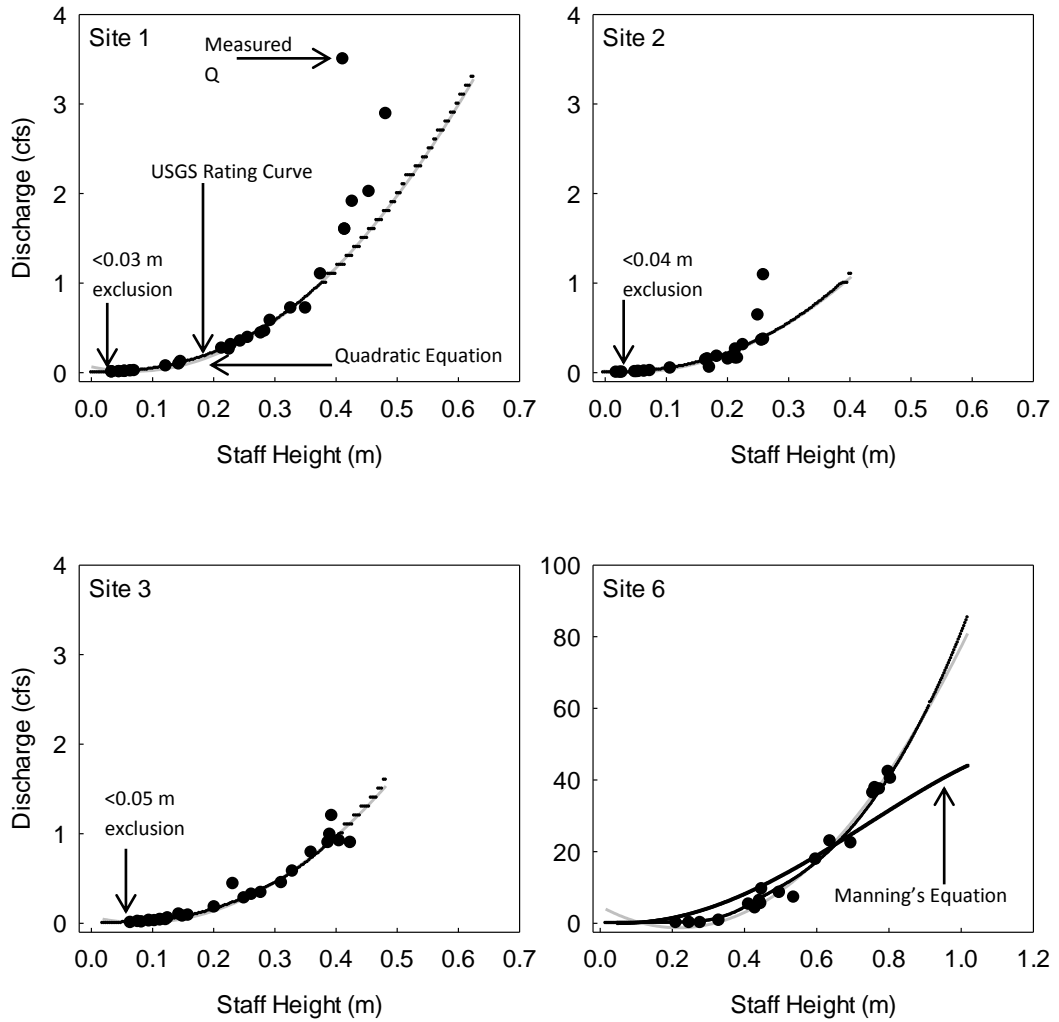 4
3
2
1
0
Discharge (cfs)
Site 1
Measured
Q
USGS Rating Curve
<0.03 m
exclusion
Quadratic Equation
0.0 0.1 0.2 0.3 0.4 0.5 0.6 0.7
Staff Height (m)
4
3
2
1
0
Site 2
<0.04 m
exclusion
0.0 0.1 0.2 0.3 0.4 0.5 0.6 0.7
Staff Height (m)
4
3
2
1
0
Discharge (cfs)
Site 3
<0.05 m
exclusion
0.0 0.1 0.2 0.3 0.4 0.5 0.6 0.7
Staff Height (m)
100
80
60
40
20
0
Site 6
Manning’s Equation
0.0 0.2 0.4 0.6 0.8 1.0 1.2
Staff Height (m)